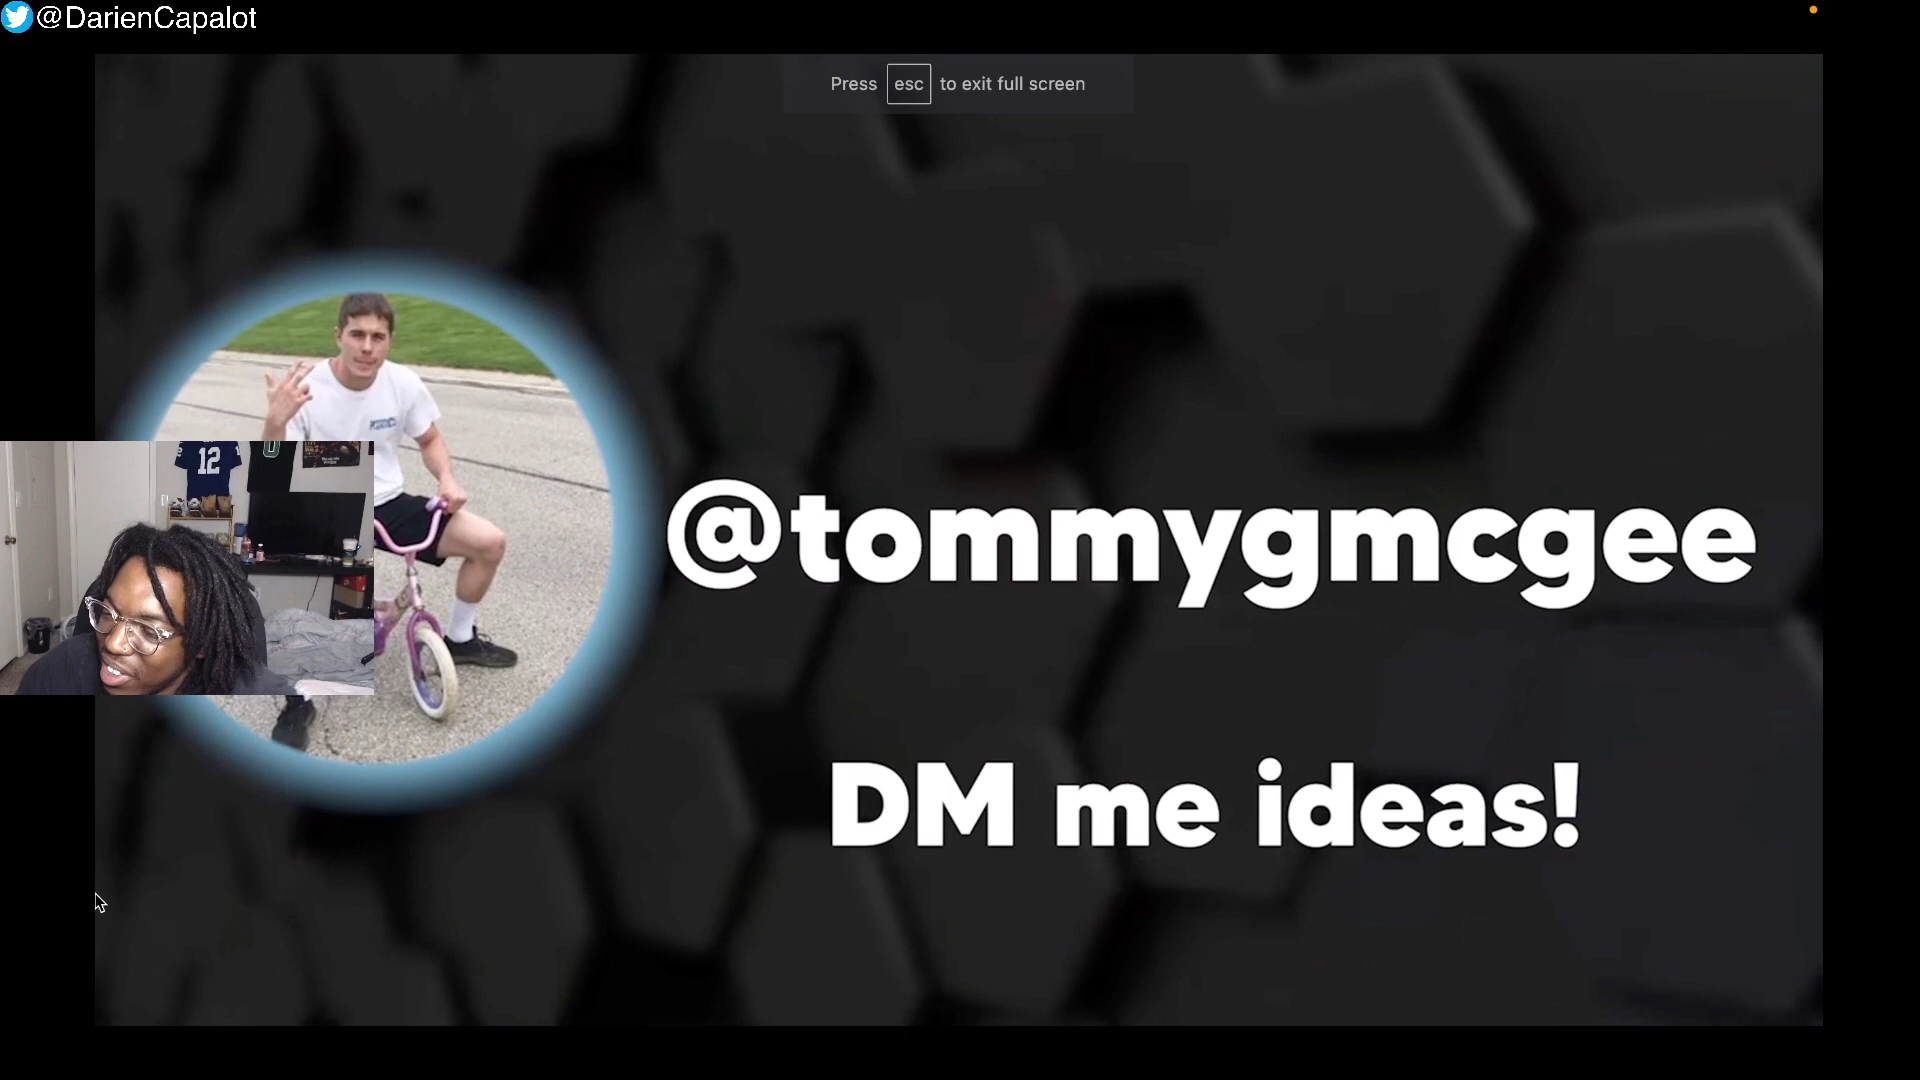 @DarienCapalot
Press esc to exit full screen
12
@tommygmcgee
DM me ideas!